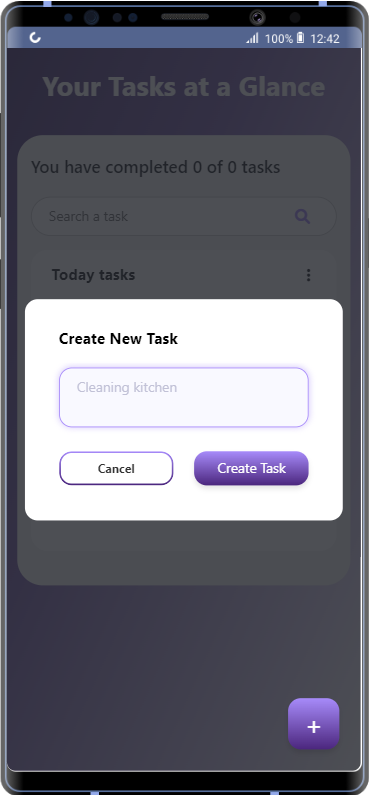 100% 12:42
Your Tasks at a Glance
You have completed 0 of 0 tasks
Search a task
Today tasks
Create New Task
Cleaning kitchen
Cancel Create Task
+